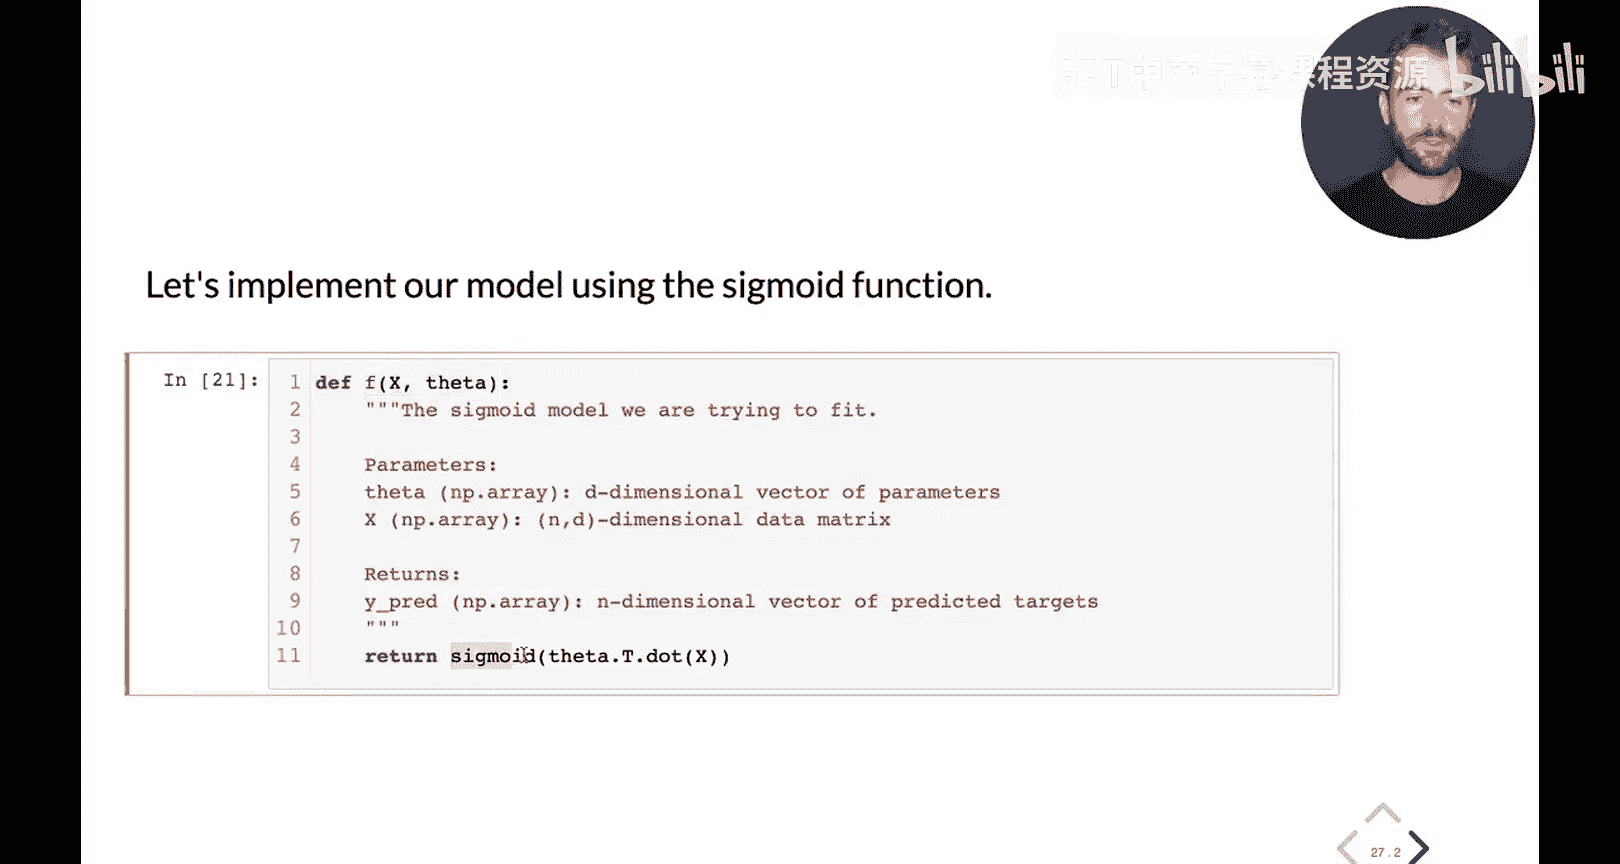 课程资源
bilibili
Let's implement our model using the sigmoid function.
In [21]:
1 def f(X, theta):
2 """The sigmoid model we are trying to fit.
3
4 Parameters:
5 theta (np.array): d-dimensional vector of parameters
6 X (np.array): (n,d)-dimensional data matrix
7
8 Returns:
9 y_pred (np.array): n-dimensional vector of predicted targets
10 """
11 return sigmoid(theta.T.dot(X))
27.2